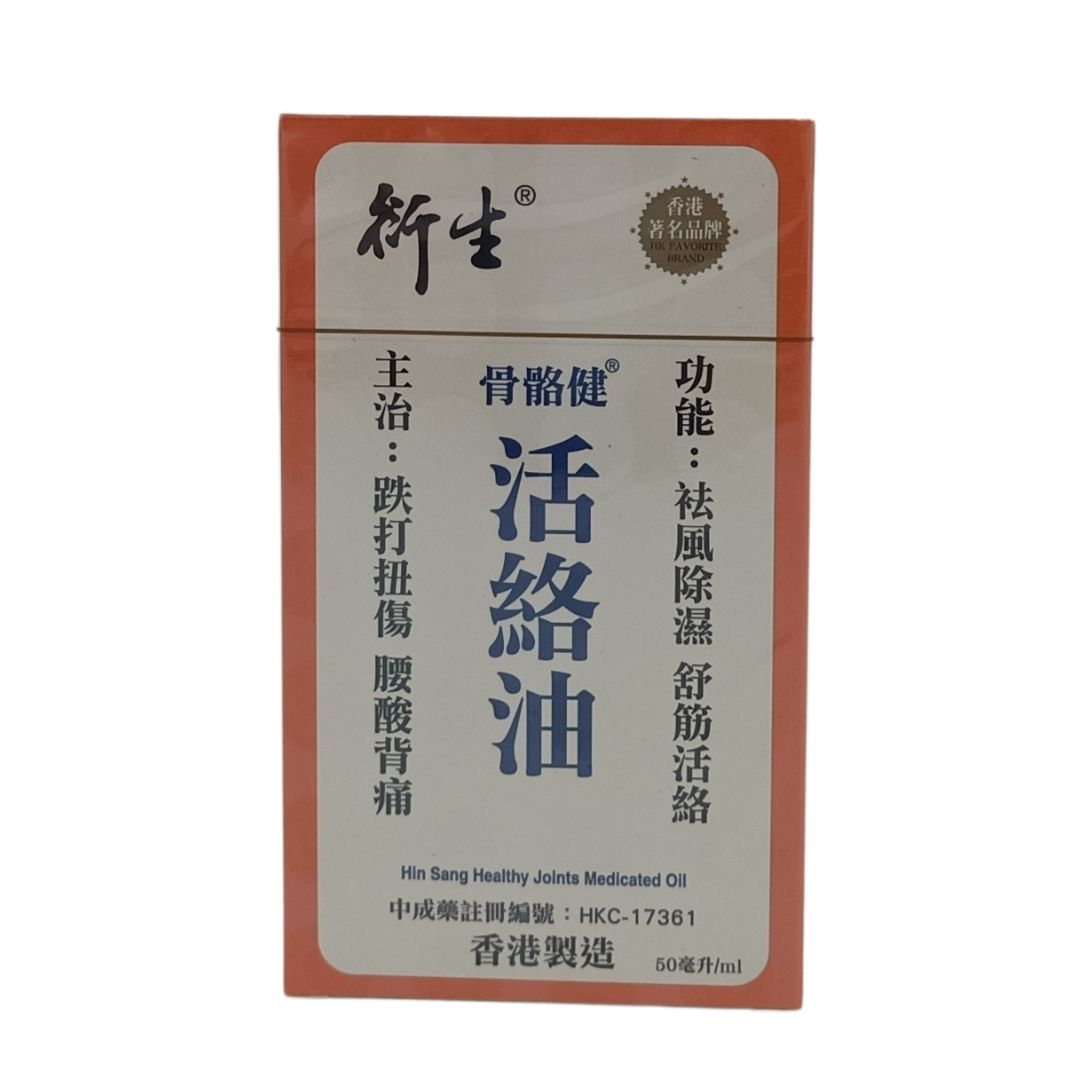 衍生®
香港
著名品牌
HK FAVORITE
BRAND
功能：祛風除濕 舒筋活絡
骨骼健®
活絡油
主治：跌打扭傷 腰酸背痛
Hin Sang Healthy Joints Medicated Oil
中成藥註冊編號：HKC-17361
香港製造
50毫升/ml